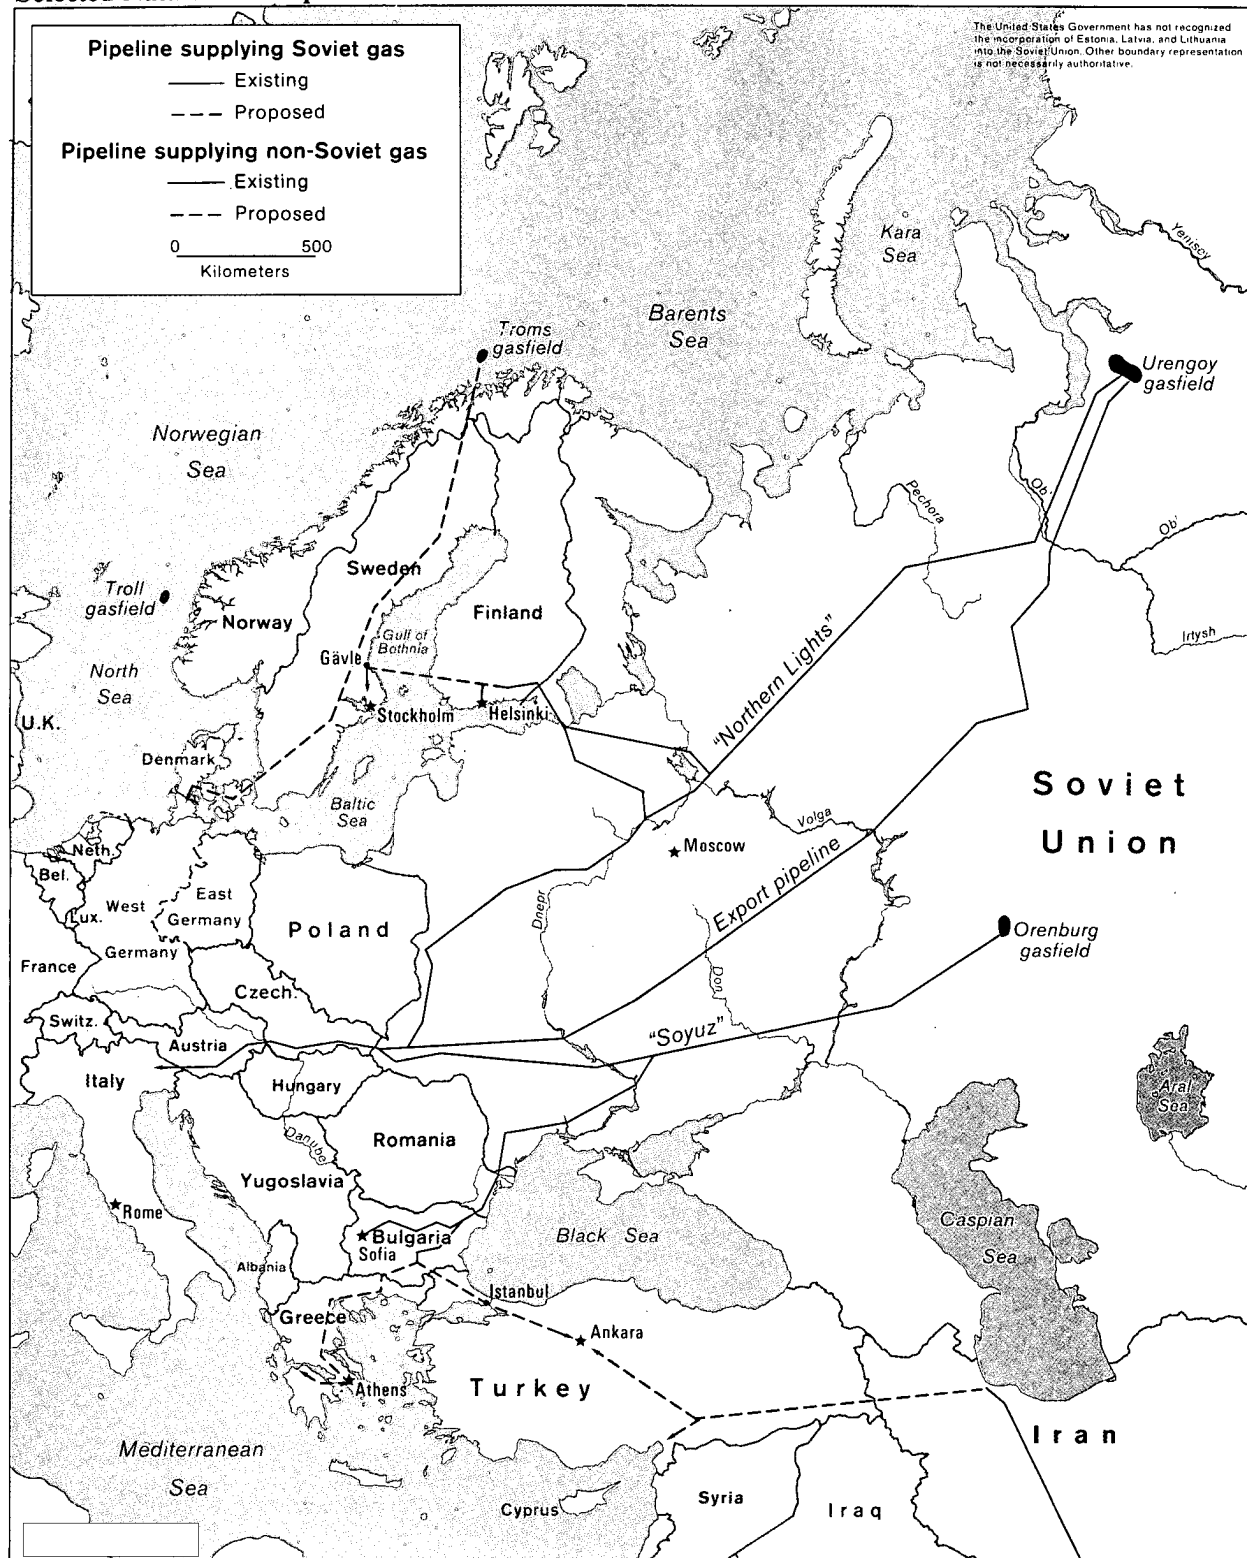 Pipeline supplying Soviet gas
Existing
Proposed
Pipeline supplying non-Soviet gas
Existing
Proposed
0 500
Kilometers
The United States Government has not recognized
the incorporation of Estonia, Latvia, and Lithuania
into the Soviet Union. Other boundary representation
is not necessarily authoritative.
Kara
Sea
Yenisey
Barents
Sea
Troms
gasfield
Urengoy
gasfield
Norwegian
Sea
Pechora
Ob'
Ob'
Irtysh
Troll
gasfield
Sweden
Finland
Norway
Gulf of
Bothnia
Gävle
North
Sea
Stockholm
Helsinki
U.K.
"Northern Lights"
Denmark
Baltic
Sea
Soviet
Union
Volga
Moscow
Neth.
Bel.
Lux.
West
Germany
East
Germany
Poland
Dnepr
Export pipeline
Don
Orenburg
gasfield
France
Czech.
Switz.
Austria
"Soyuz"
Italy
Hungary
Aral
Sea
Danube
Romania
Yugoslavia
Rome
Bulgaria
Sofia
Black Sea
Caspian
Sea
Albania
Istanbul
Greece
Ankara
Athens
Turkey
Iran
Mediterranean
Sea
Cyprus
Syria
Iraq